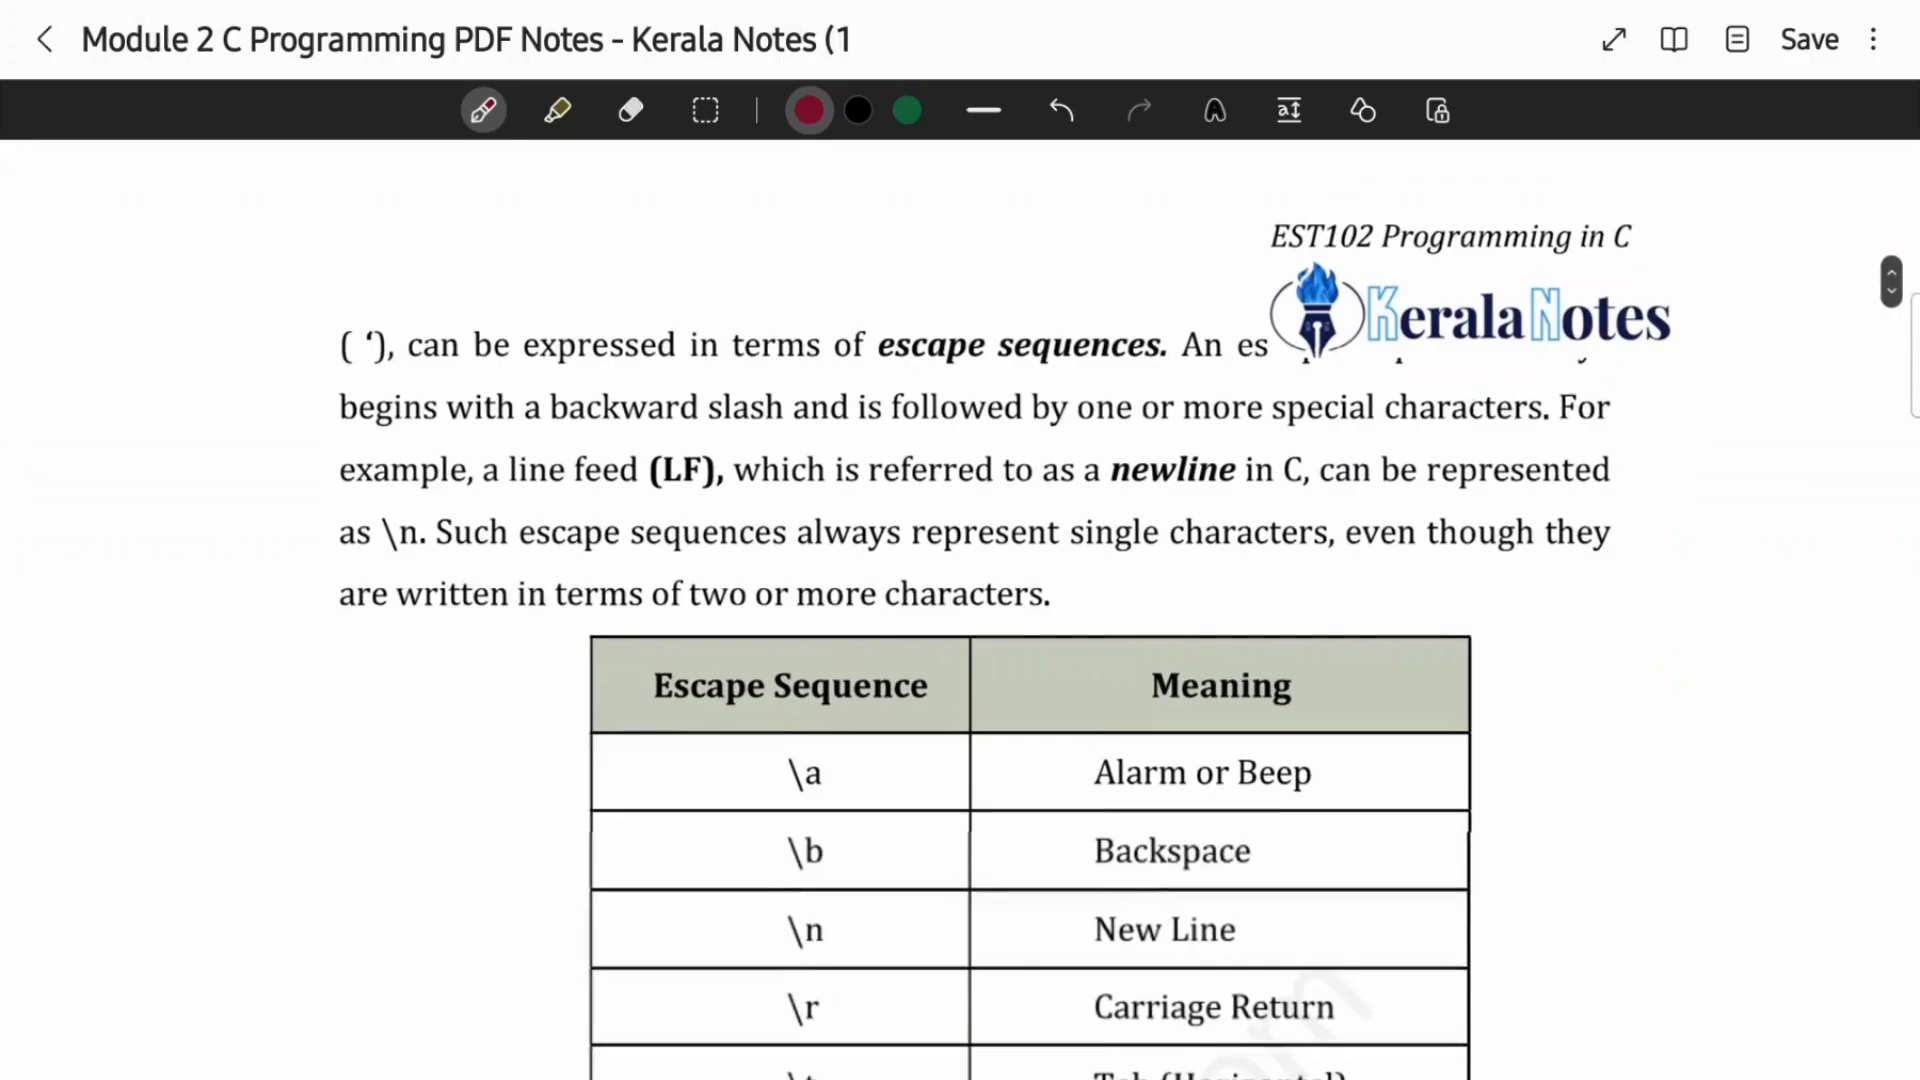 Module 2 C Programming PDF Notes - Kerala Notes (1
Save
EST102 Programming in C
KeralaNotes
( ‘), can be expressed in terms of escape sequences. An es
begins with a backward slash and is followed by one or more special characters. For
example, a line feed (LF), which is referred to as a newline in C, can be represented
as \n. Such escape sequences always represent single characters, even though they
are written in terms of two or more characters.
Escape Sequence Meaning
\a Alarm or Beep
\b Backspace
\n New Line
\r Carriage Return
Tab (Horizontal)